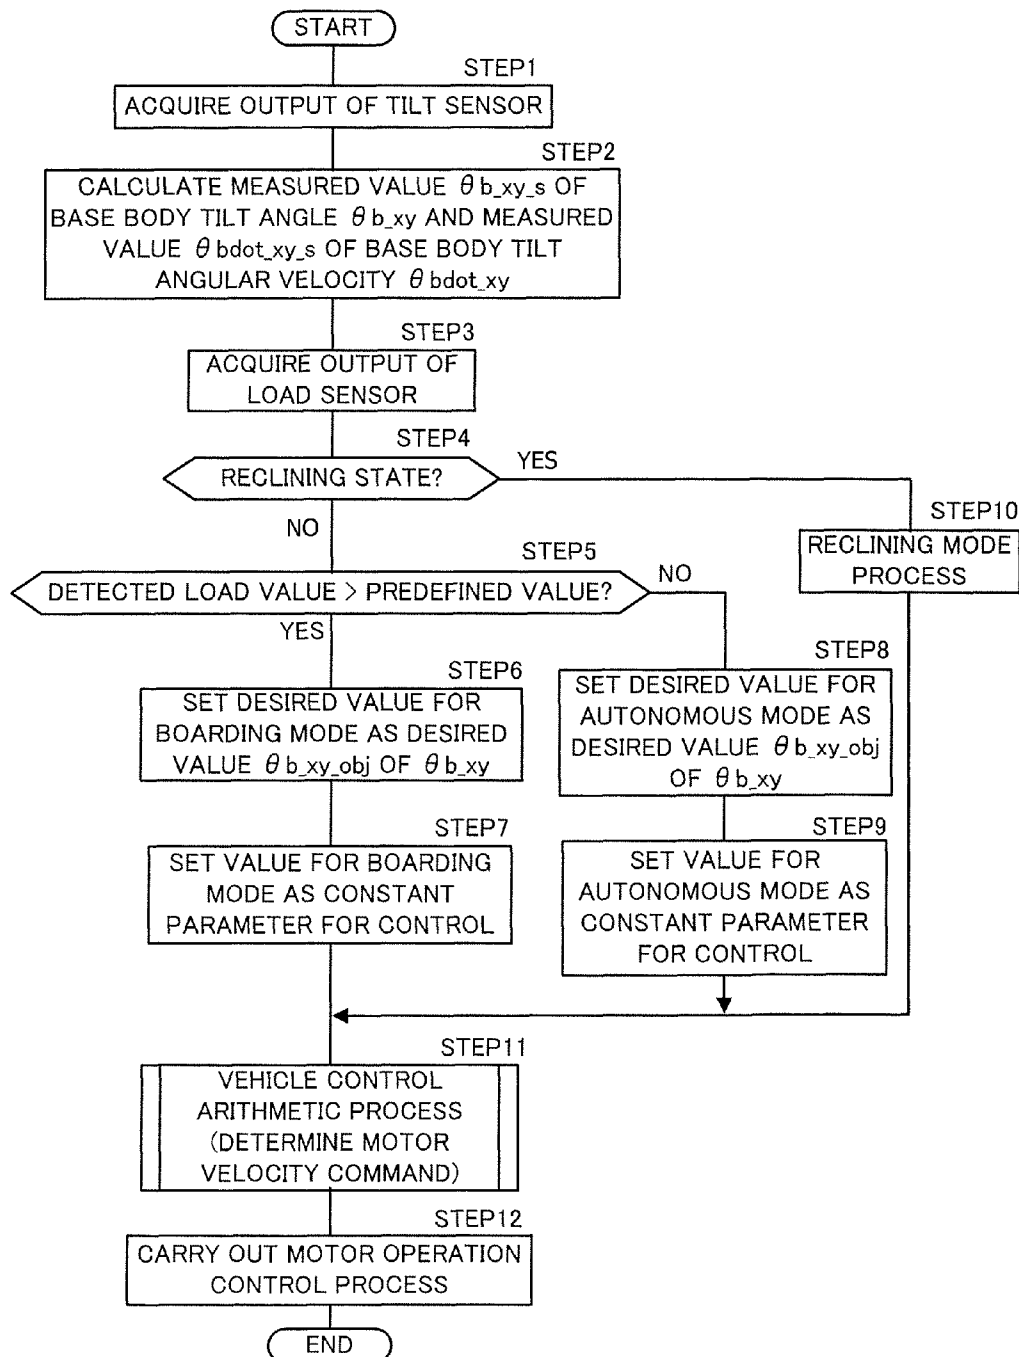 START
STEP1
ACQUIRE OUTPUT OF TILT SENSOR
STEP2
CALCULATE MEASURED VALUE θb_xy_s OF
BASE BODY TILT ANGLE θb_xy AND MEASURED
VALUE θbdot_xy_s OF BASE BODY TILT
ANGULAR VELOCITY θbdot_xy
STEP3
ACQUIRE OUTPUT OF
LOAD SENSOR
STEP4
RECLINING STATE?
YES
NO
STEP10
RECLINING MODE
PROCESS
STEP5
DETECTED LOAD VALUE > PREDEFINED VALUE?
NO
YES
STEP6
SET DESIRED VALUE FOR
BOARDING MODE AS DESIRED
VALUE θb_xy_obj OF θb_xy
STEP7
SET VALUE FOR BOARDING
MODE AS CONSTANT
PARAMETER FOR CONTROL
STEP8
SET DESIRED VALUE FOR
AUTONOMOUS MODE AS
DESIRED VALUE θb_xy_obj
OF θb_xy
STEP9
SET VALUE FOR
AUTONOMOUS MODE AS
CONSTANT PARAMETER
FOR CONTROL
STEP11
VEHICLE CONTROL
ARITHMETIC PROCESS
(DETERMINE MOTOR
VELOCITY COMMAND)
STEP12
CARRY OUT MOTOR OPERATION
CONTROL PROCESS
END